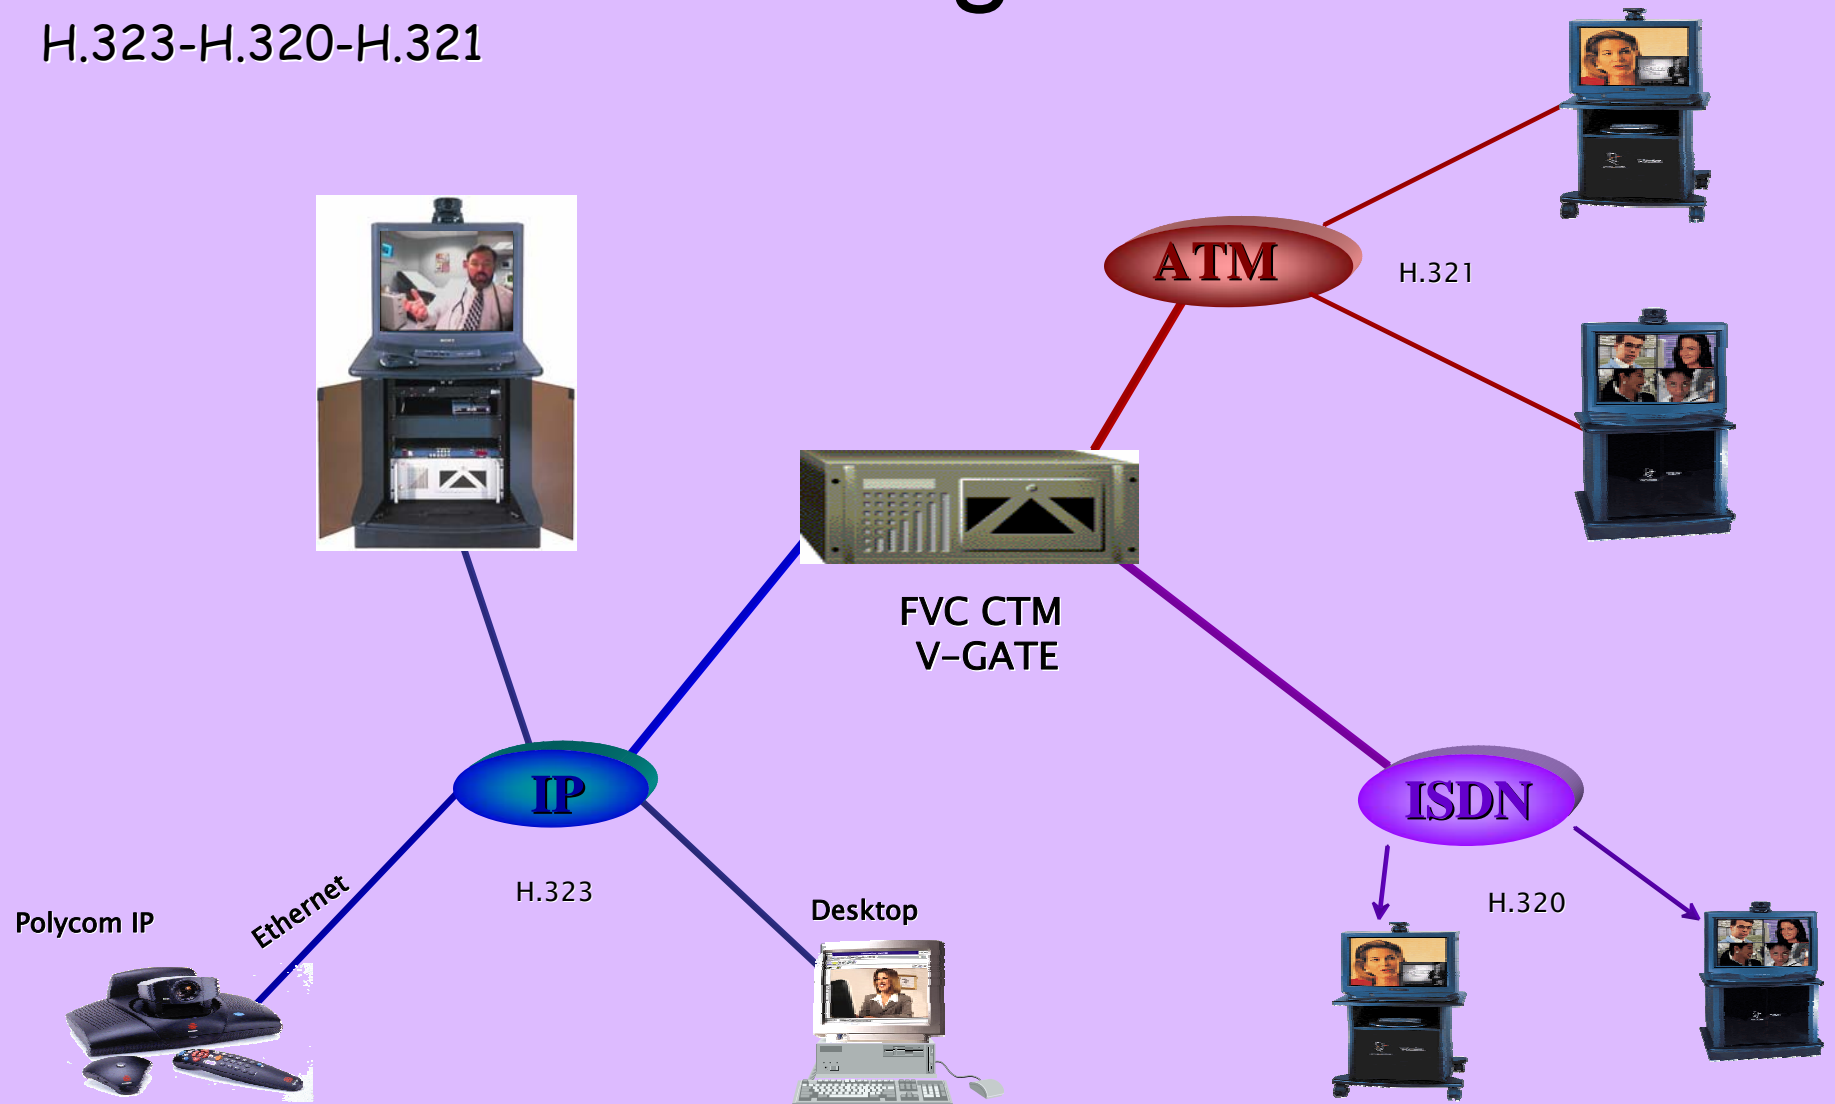 H.323-H.320-H.321
ATM
H.321
FVC CTM
V-GATE
IP
ISDN
H.323
H.320
Ethernet
Polycom IP
Desktop